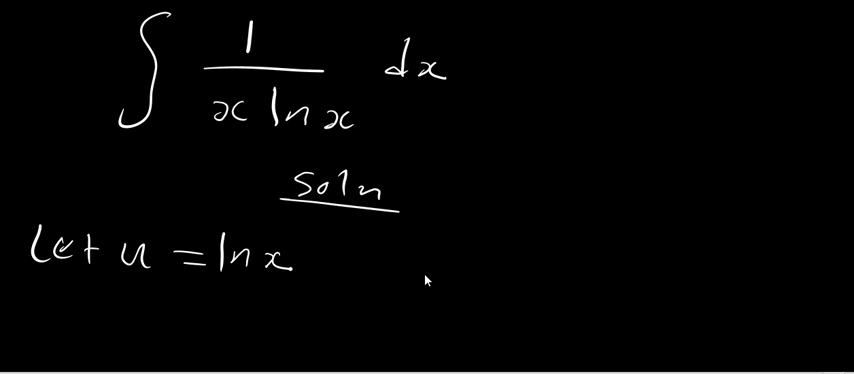 ∫ 1/(x ln x) dx
soln
Let u = ln x